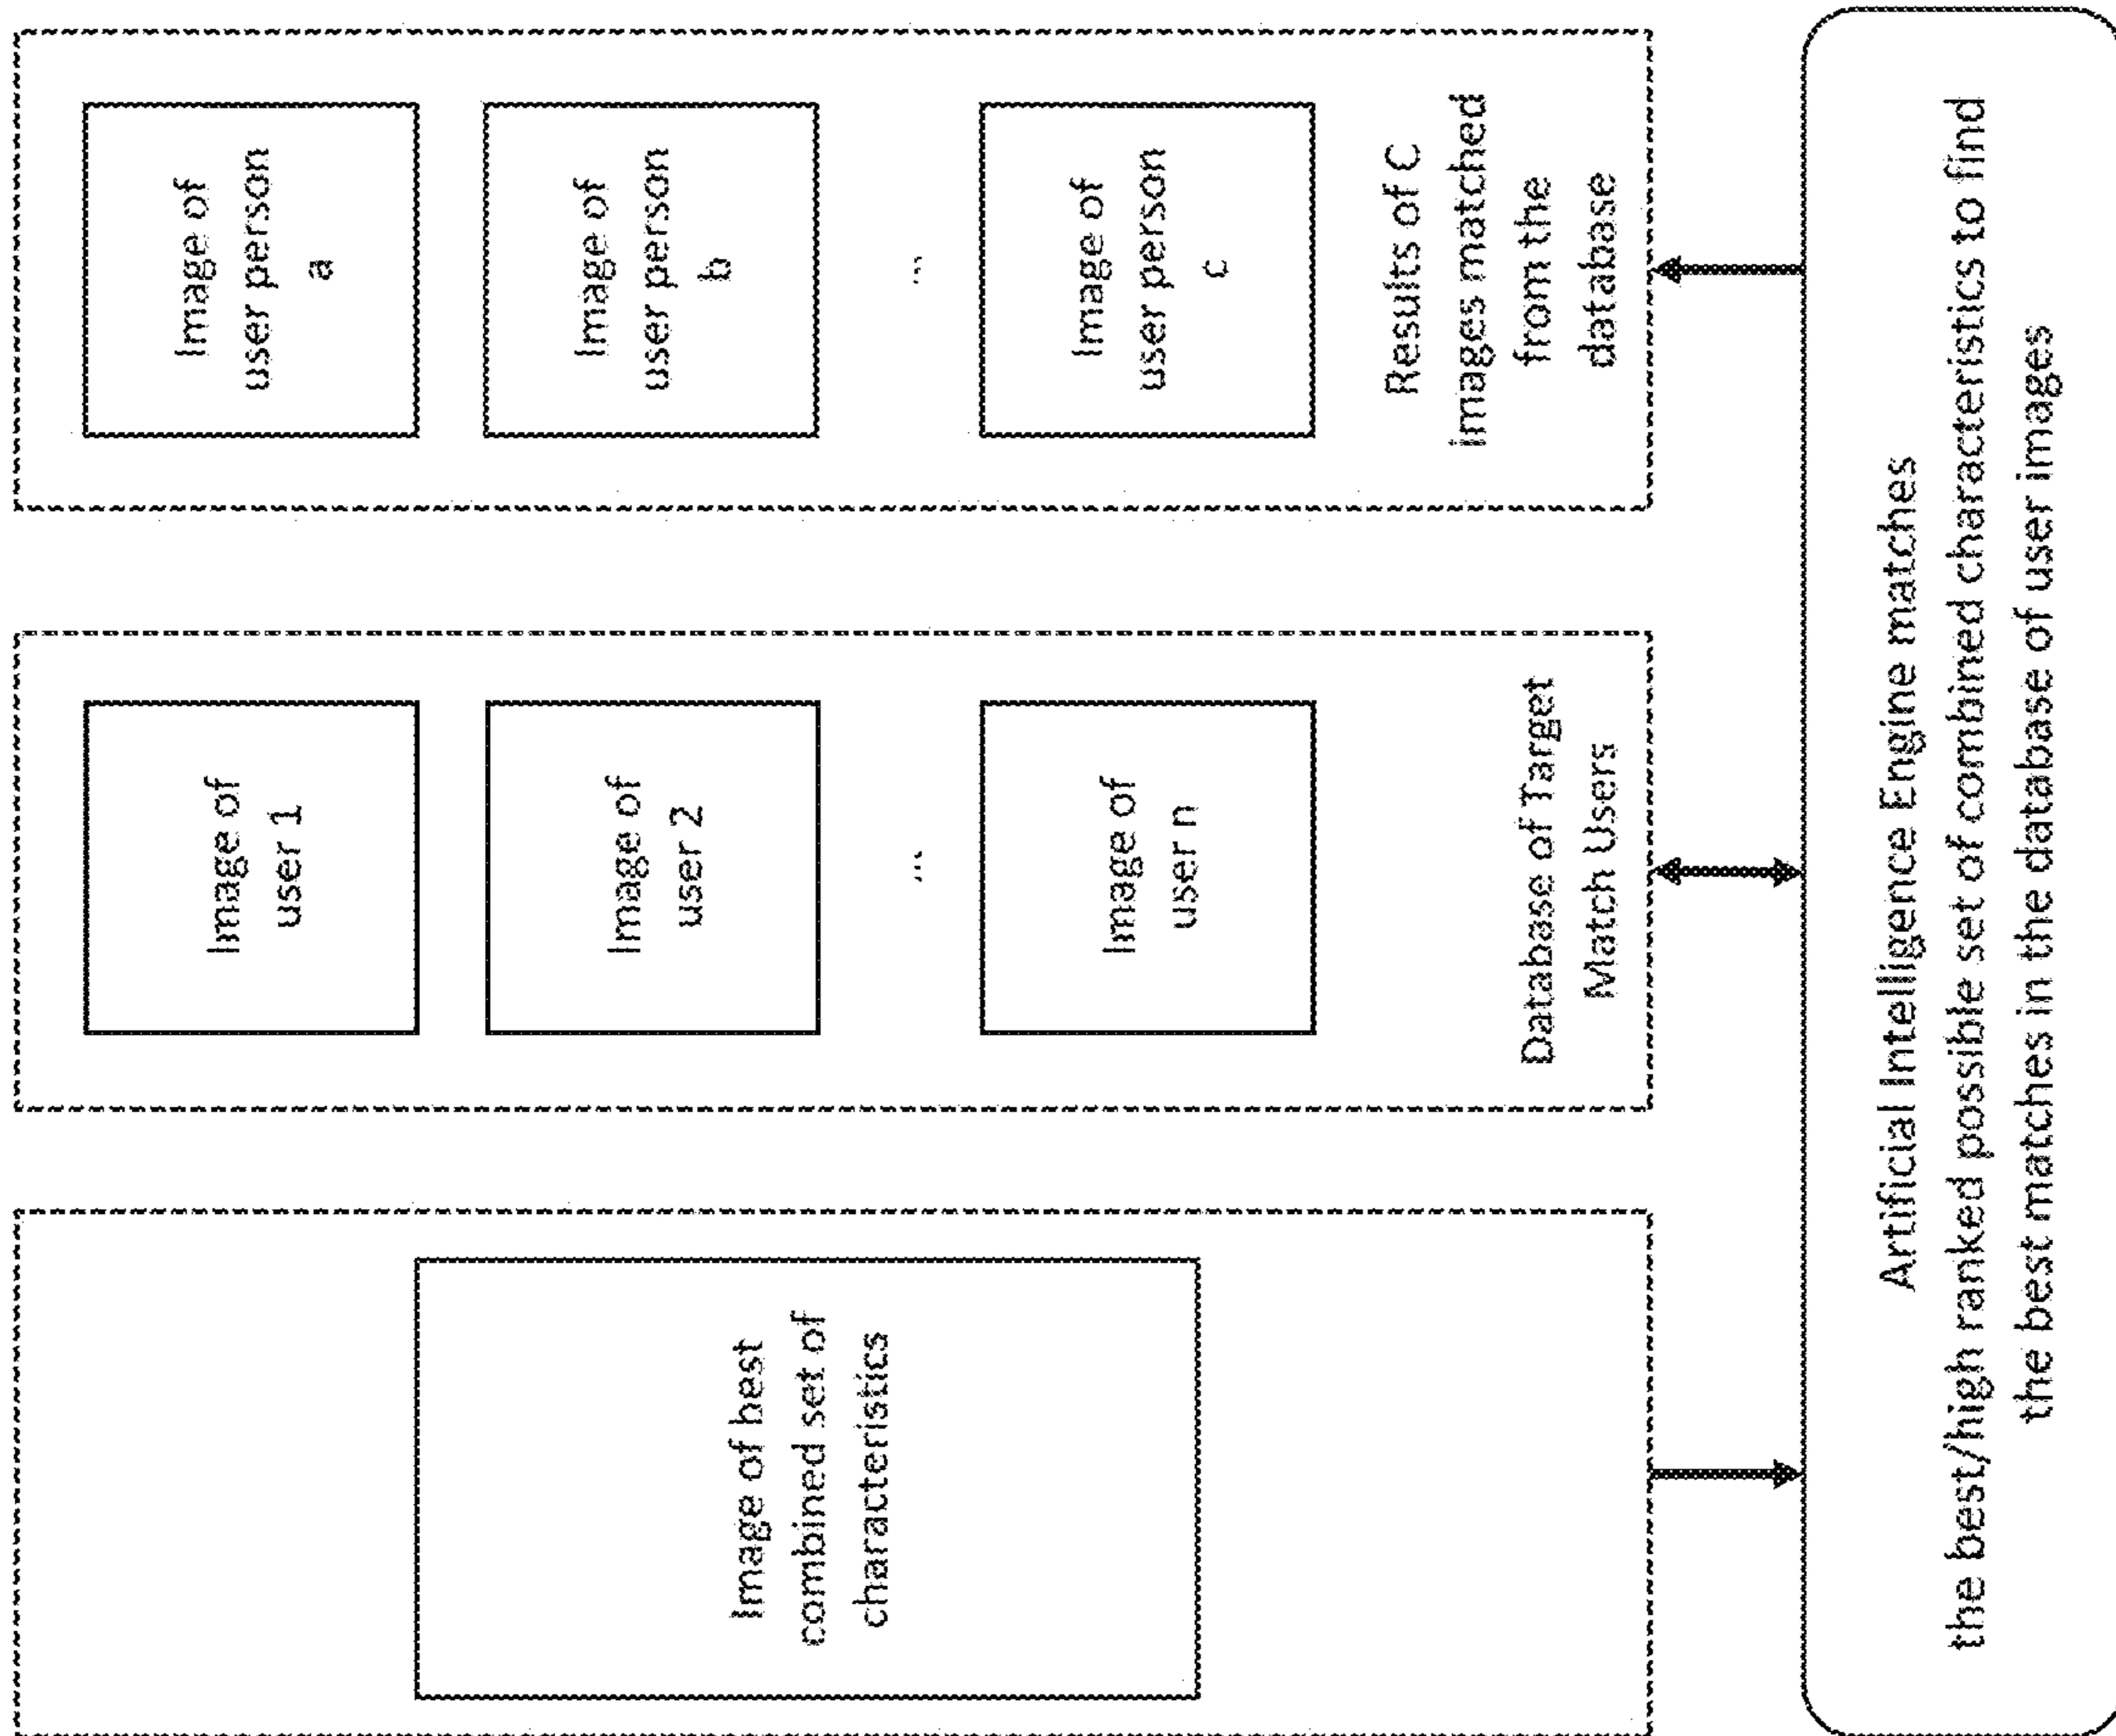 Image of best
combined set of
characteristics
Image of
user 1
Image of
user 2
...
Image of
user n
Database of Target
Match Users
Image of
user person
a
Image of
user person
b
...
Image of
user person
c
Results of C
images matched
from the
database
Artificial Intelligence Engine matches
the best/high ranked possible set of combined characteristics to find
the best matches in the database of user images